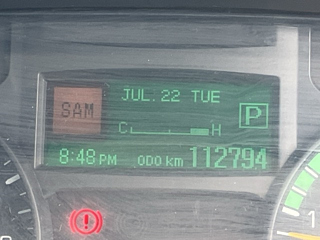 JUL. 22 TUE
SAM
P
C H
8:48 PM ODO km 112794